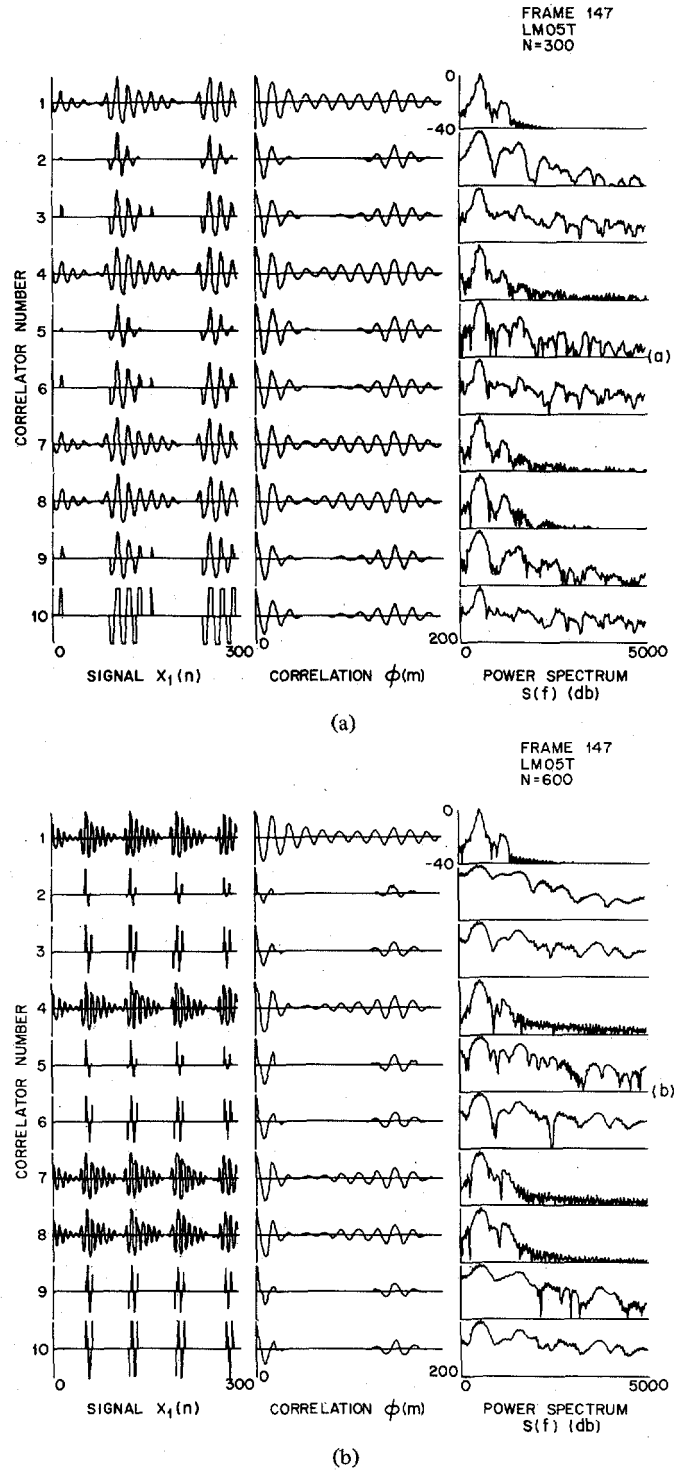 FRAME 147
LM05T
N=300
0
-40
1
2
3
4
5
6
7
8
9
10
CORRELATOR NUMBER
(a)
0 300
SIGNAL X₁(n)
0 200
CORRELATION ϕ(m)
0 5000
POWER SPECTRUM
S(f) (db)
(a)
FRAME 147
LM05T
N=600
0
-40
1
2
3
4
5
6
7
8
9
10
CORRELATOR NUMBER
(b)
0 300
SIGNAL X₁(n)
0 200
CORRELATION ϕ(m)
0 5000
POWER SPECTRUM
S(f) (db)
(b)